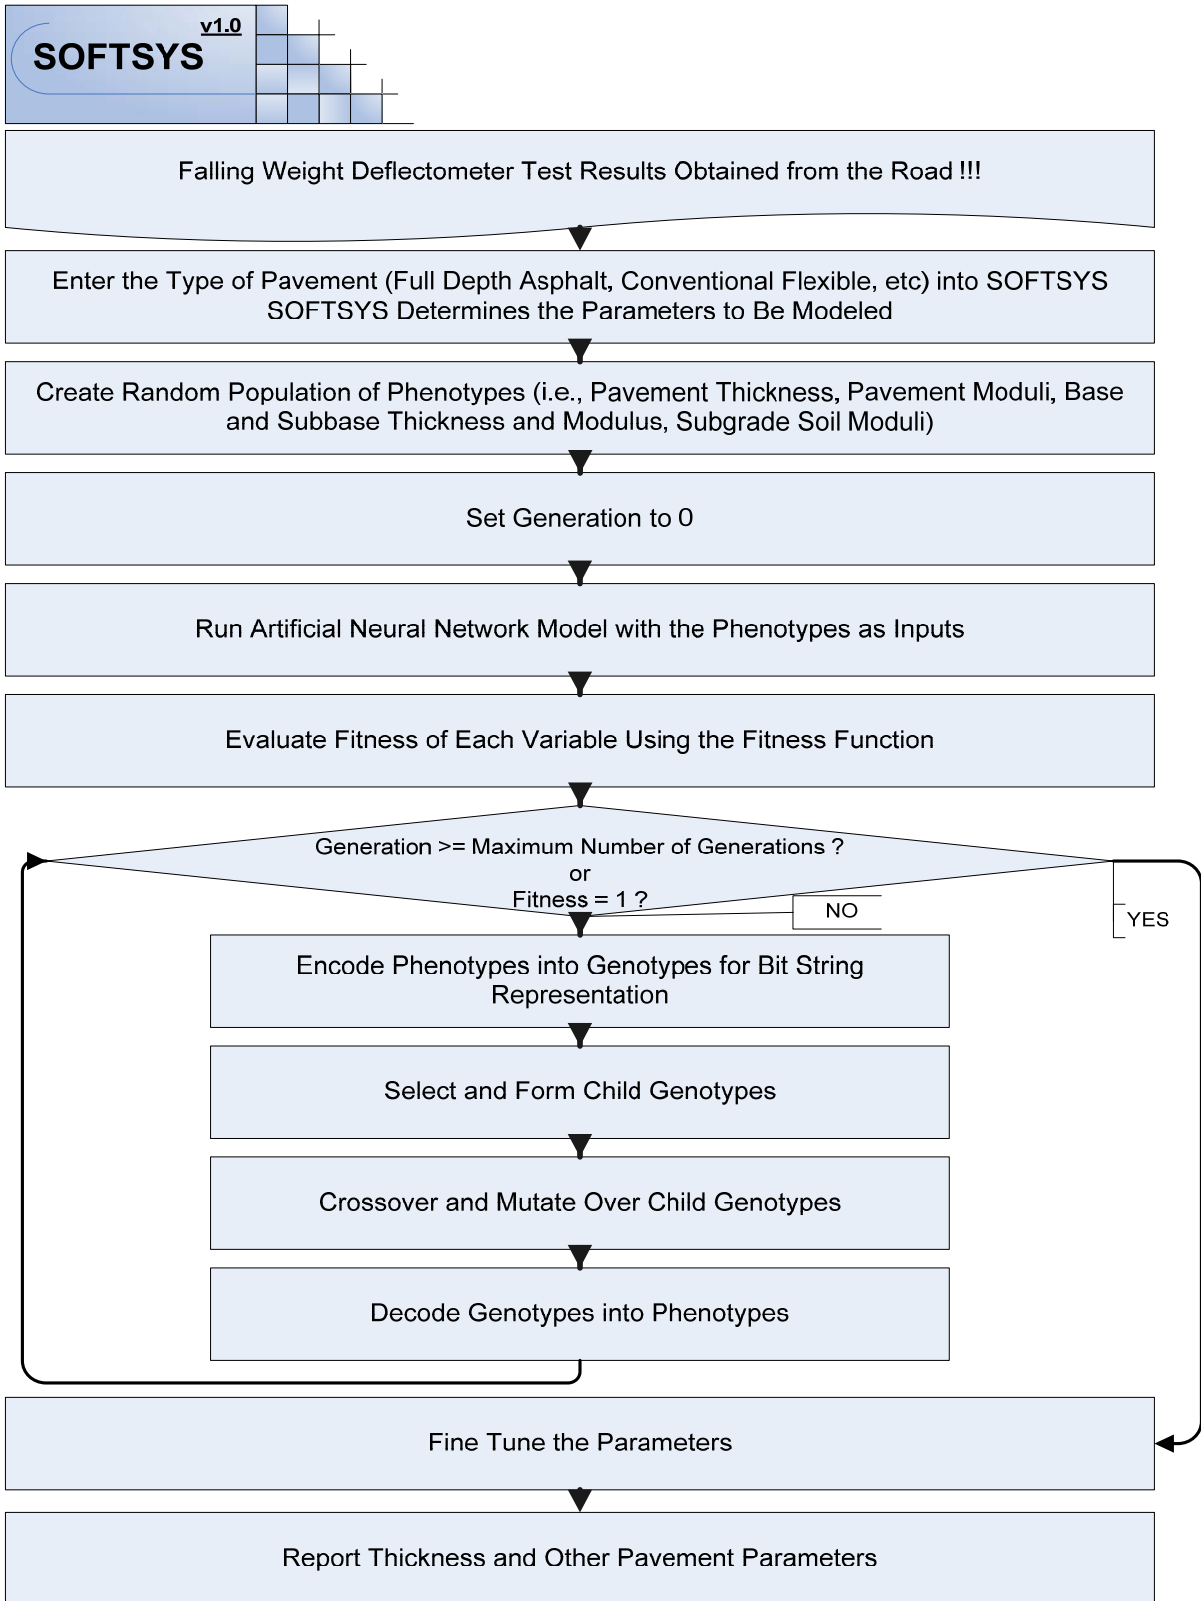 v1.0
SOFTSYS
Falling Weight Deflectometer Test Results Obtained from the Road !!!
Enter the Type of Pavement (Full Depth Asphalt, Conventional Flexible, etc) into SOFTSYS
SOFTSYS Determines the Parameters to Be Modeled
Create Random Population of Phenotypes (i.e., Pavement Thickness, Pavement Moduli, Base
and Subbase Thickness and Modulus, Subgrade Soil Moduli)
Set Generation to 0
Run Artificial Neural Network Model with the Phenotypes as Inputs
Evaluate Fitness of Each Variable Using the Fitness Function
Generation >= Maximum Number of Generations ?
or
Fitness = 1 ?
NO
YES
Encode Phenotypes into Genotypes for Bit String
Representation
Select and Form Child Genotypes
Crossover and Mutate Over Child Genotypes
Decode Genotypes into Phenotypes
Fine Tune the Parameters
Report Thickness and Other Pavement Parameters